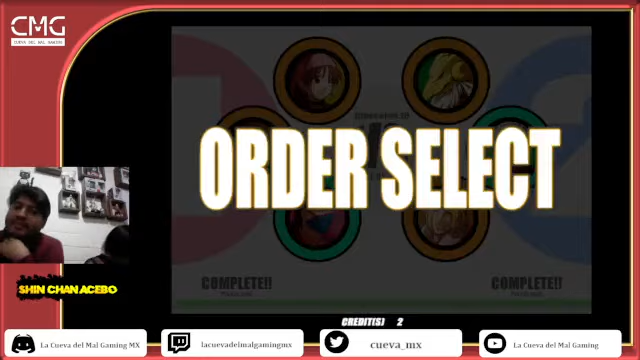 CMG
CUEVA DEL MAL GAMING
ORDER SELECT
COMPLETE!!
COMPLETE!!
SHIN CHAN ACEBO
CREDIT(S) 2
La Cueva del Mal Gaming MX
lacuevadelmalgamingmx
cueva_mx
La Cueva del Mal Gaming